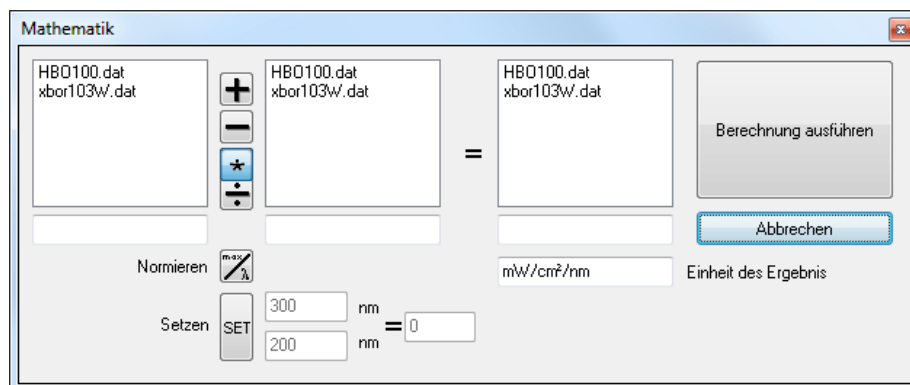 Mathematik
HBO100.dat
xbor103W.dat
+
-
*
÷
HBO100.dat
xbor103W.dat
=
HBO100.dat
xbor103W.dat
Berechnung ausführen
Abbrechen
Normieren
max/λ
mW/cm²/nm
Einheit des Ergebnis
Setzen
SET
300 nm
200 nm
= 0